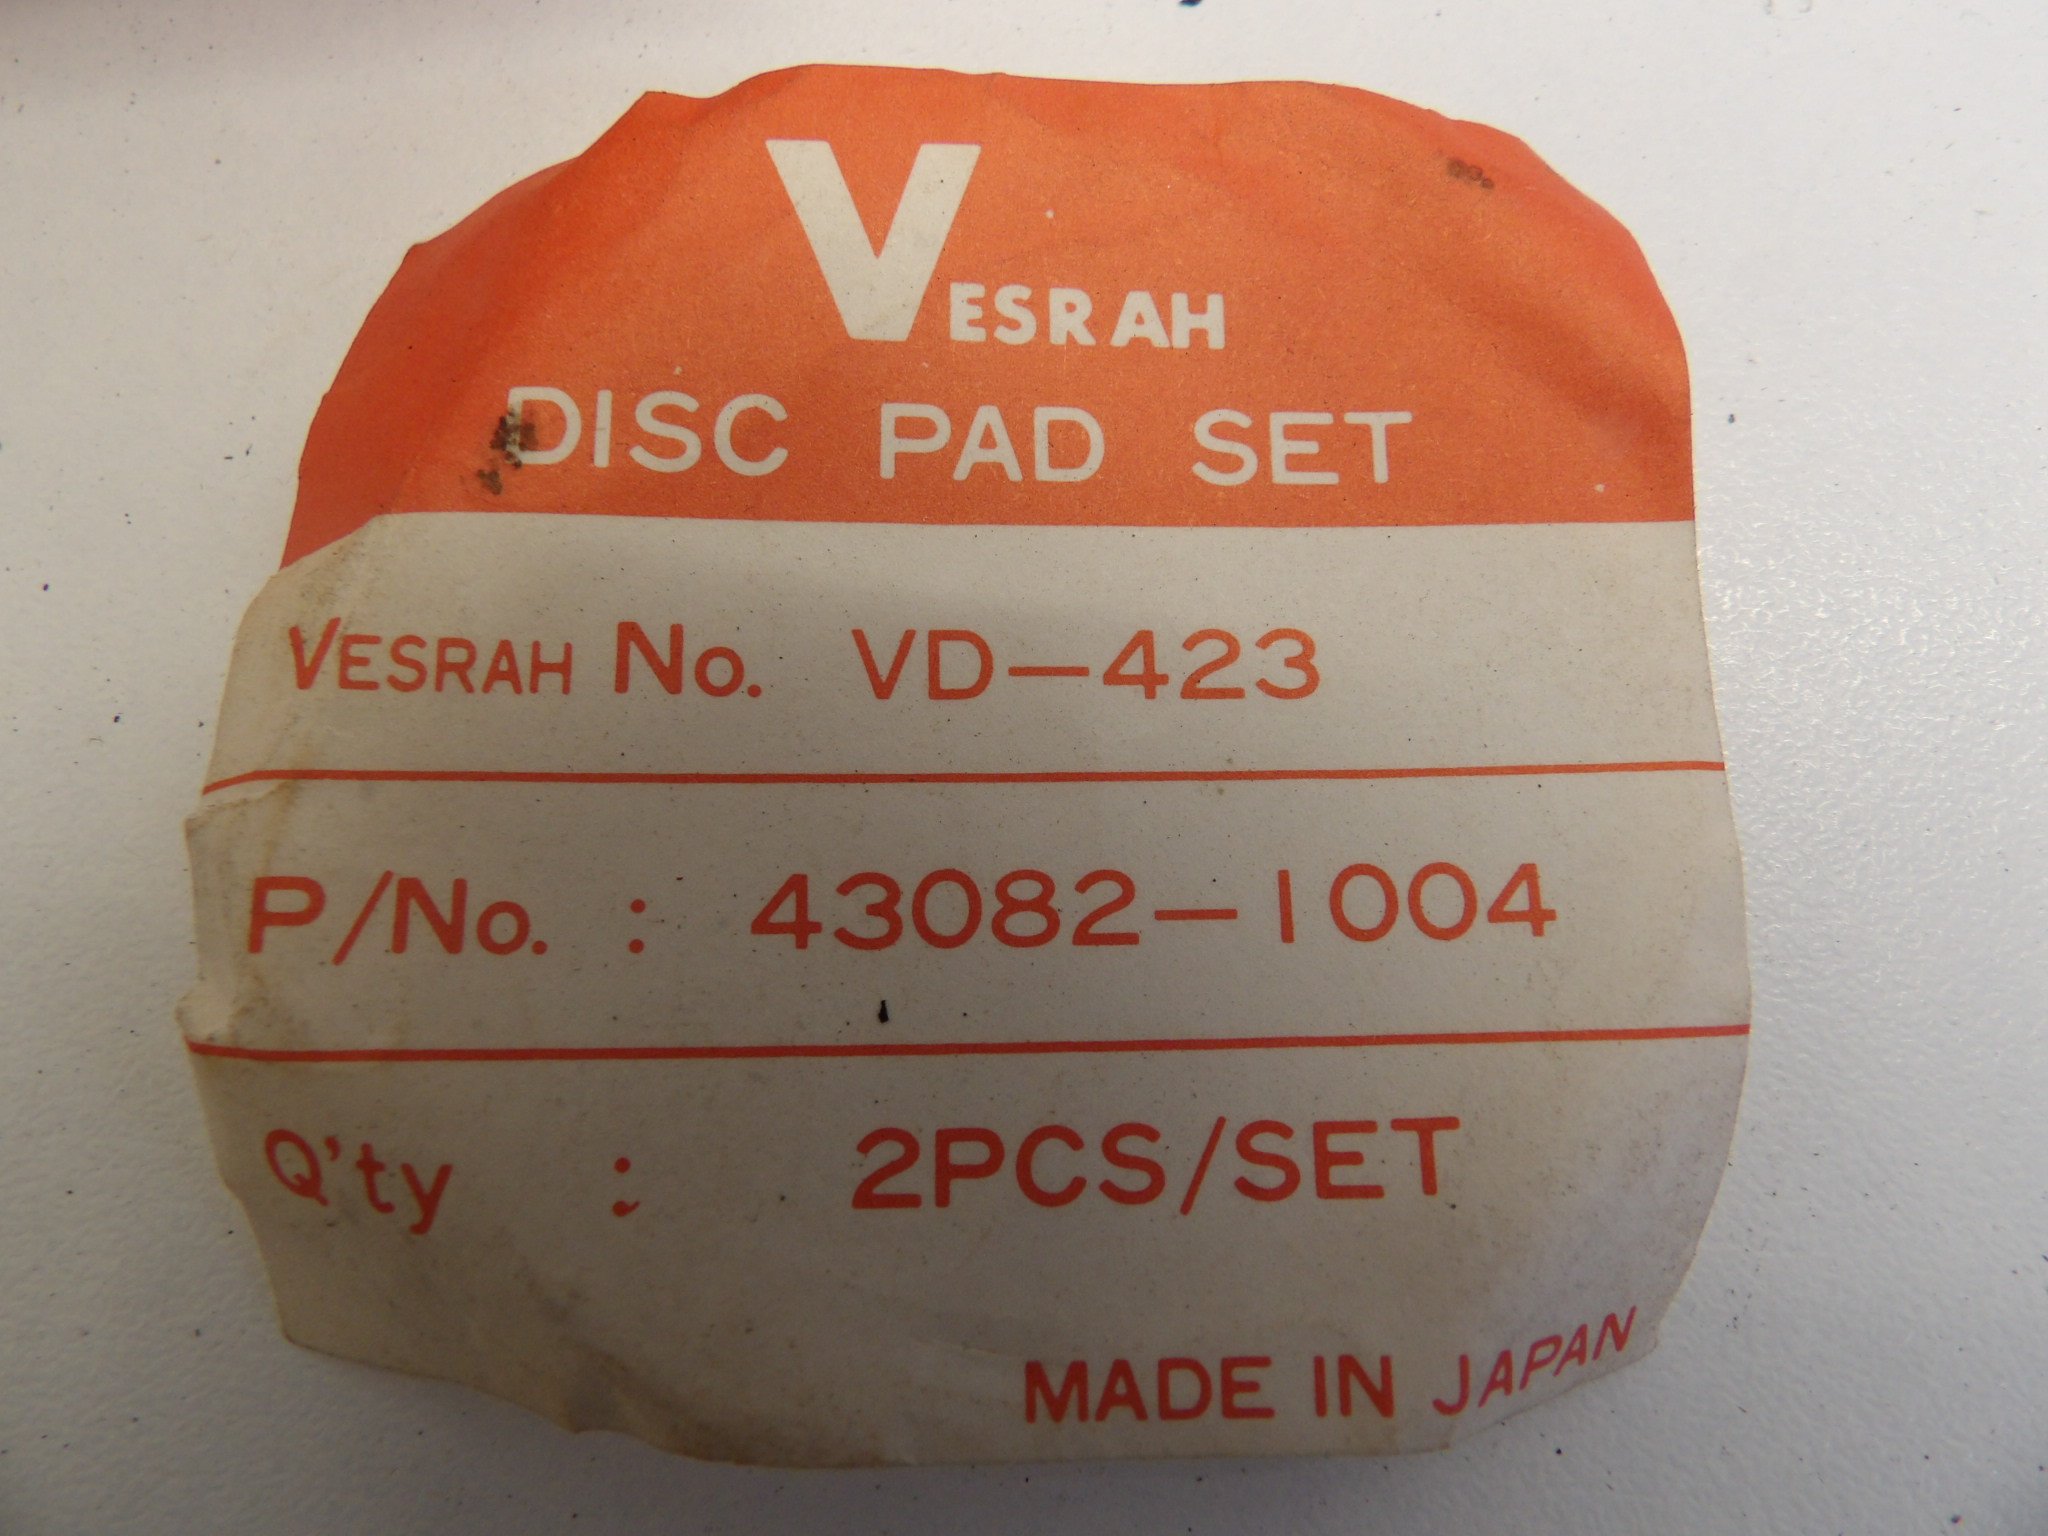 VESRAH
DISC PAD SET
VESRAH No. VD-423
P/No. : 43082-1004
Q'ty : 2PCS/SET
MADE IN JAPAN